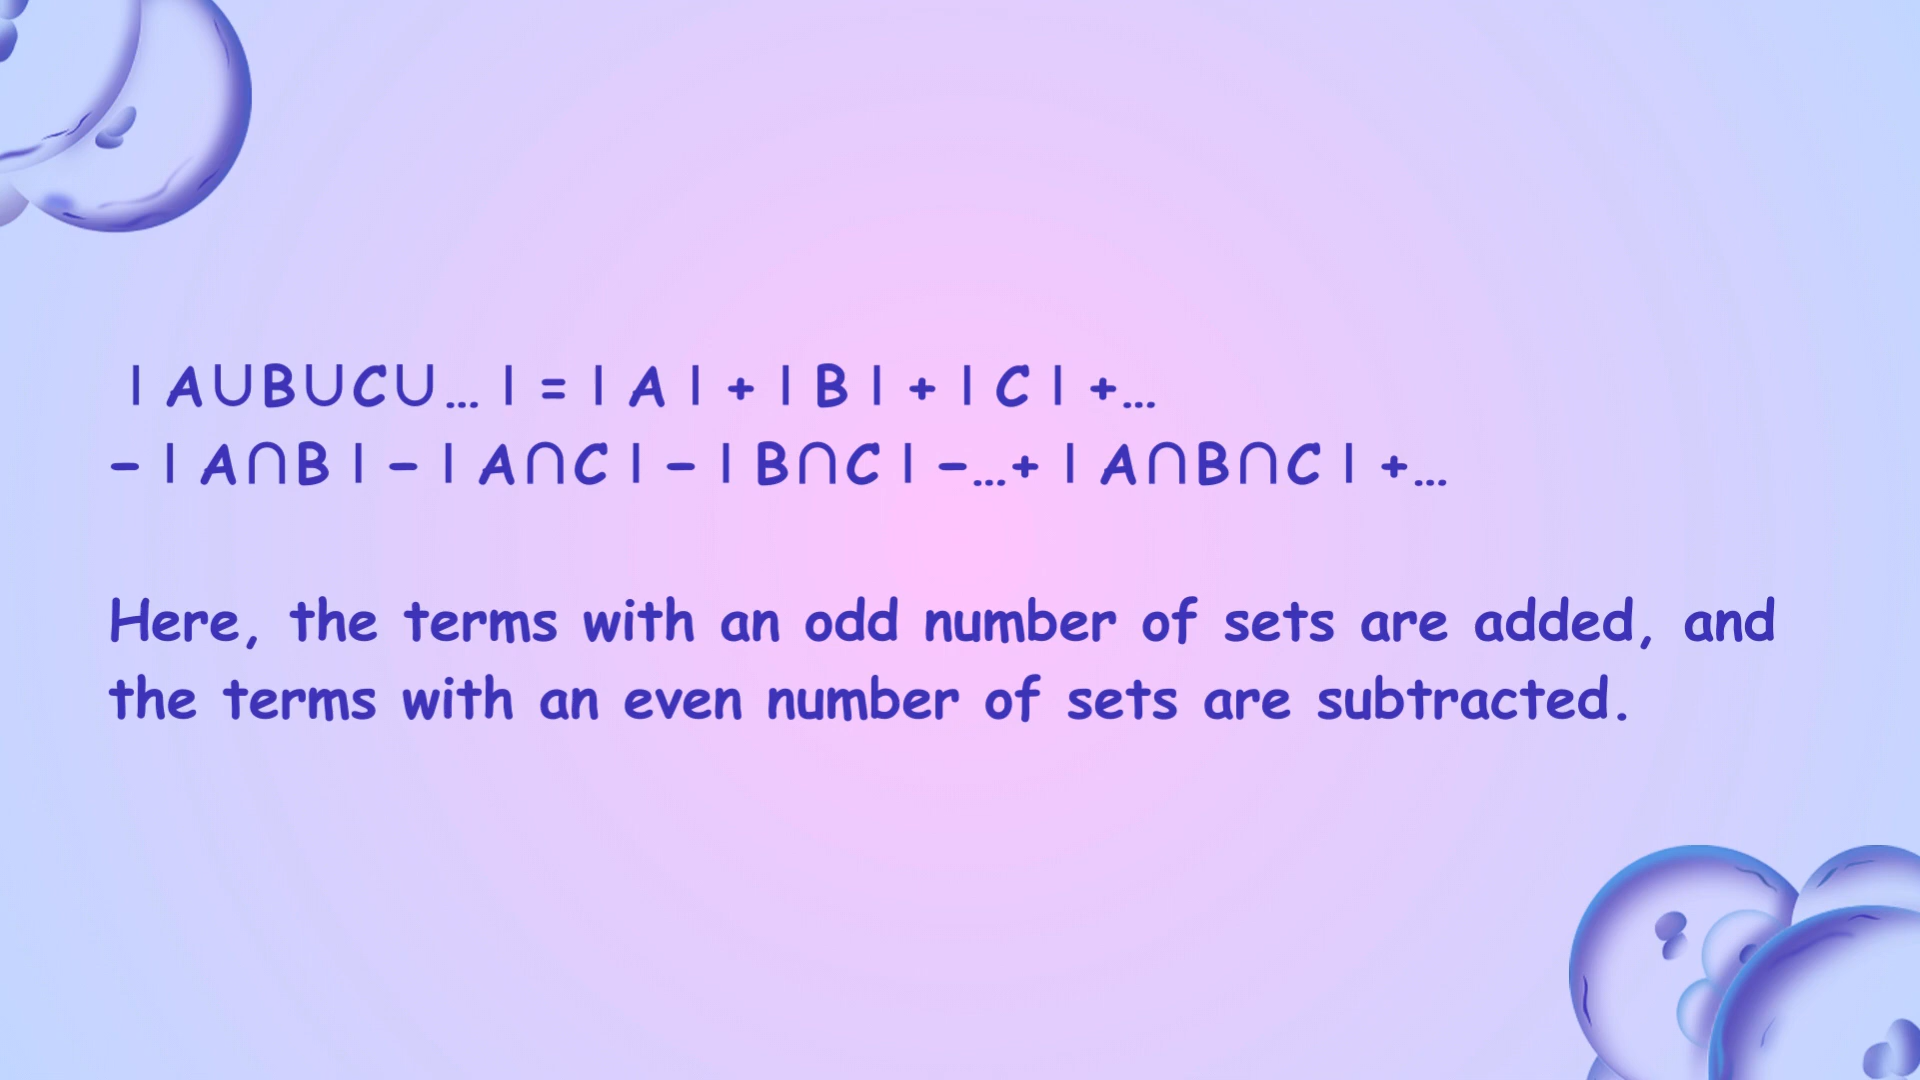 | A∪B∪C∪… | = | A | + | B | + | C | +…
− | A∩B | − | A∩C | − | B∩C | −…+ | A∩B∩C | +…
Here, the terms with an odd number of sets are added, and
the terms with an even number of sets are subtracted.